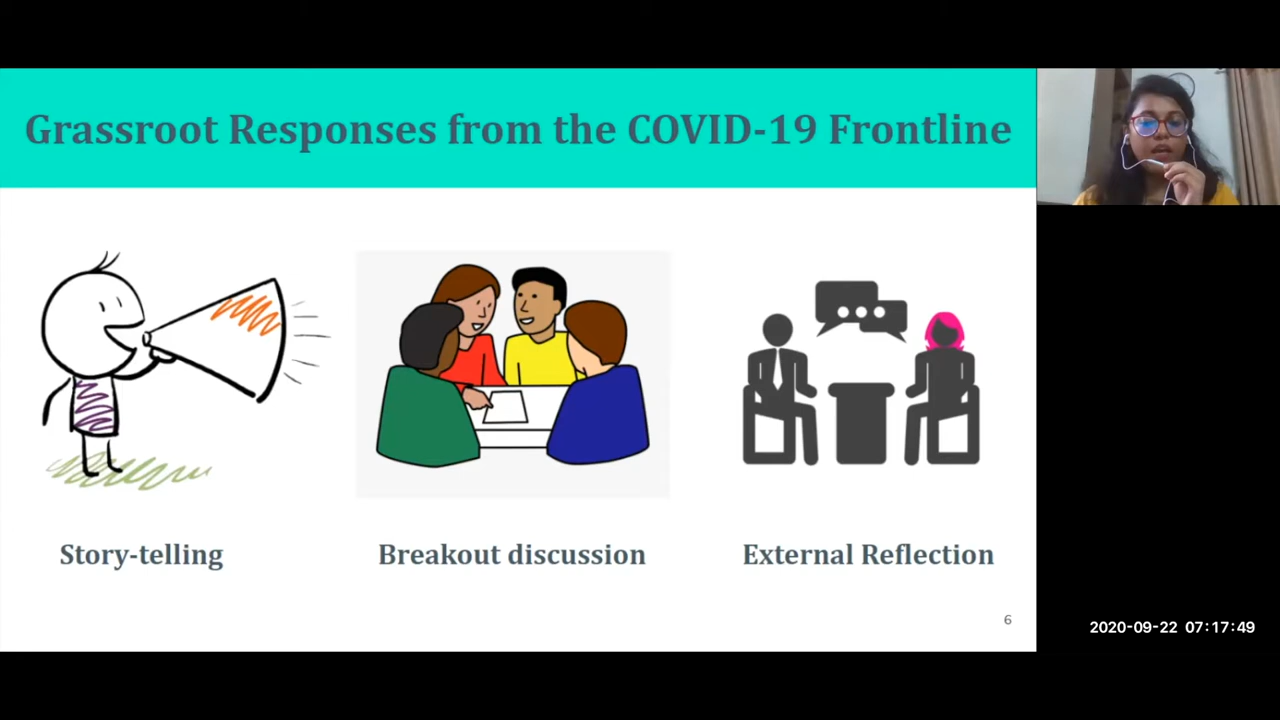 Grassroot Responses from the COVID-19 Frontline
Story-telling
Breakout discussion
External Reflection
6
2020-09-22 07:17:49